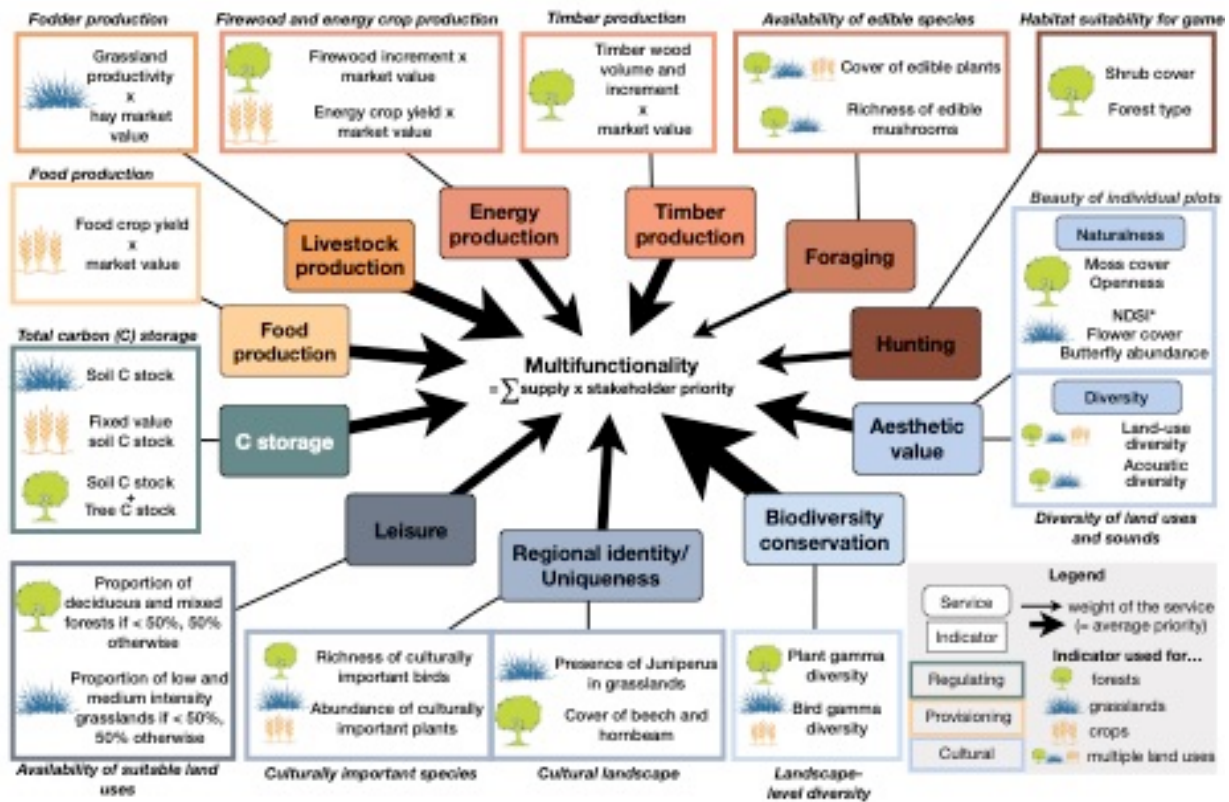 Fodder production
Grassland
productivity
x
hay market
value
Firewood and energy crop production
Firewood increment x
market value
Energy crop yield x
market value
Timber production
Timber wood
volume and
increment
x
market value
Availability of edible species
Cover of edible plants
Richness of edible
mushrooms
Habitat suitability for game
Shrub cover
Forest type
Food production
Food crop yield
x
market value
Livestock
production
Energy
production
Timber
production
Foraging
Beauty of individual plots
Naturalness
Moss cover
Openness
NDSI*
Flower cover
Butterfly abundance
Food
production
Hunting
Multifunctionality
= ∑supply x stakeholder priority
Total carbon (C) storage
Soil C stock
Fixed value
soil C stock
Soil C stock
+
Tree C stock
C storage
Aesthetic
value
Diversity
Land-use
diversity
Acoustic
diversity
Diversity of land uses
and sounds
Leisure
Regional identity/
Uniqueness
Biodiversity
conservation
Proportion of
deciduous and mixed
forests if < 50%, 50%
otherwise
Proportion of low and
medium intensity
grasslands if < 50%,
50% otherwise
Availability of suitable land
uses
Richness of culturally
important birds
Abundance of culturally
important plants
Culturally important species
Presence of Juniperus
in grasslands
Cover of beech and
hornbeam
Cultural landscape
Plant gamma
diversity
Bird gamma
diversity
Landscape-
level diversity
Legend
Service
Indicator
weight of the service
(= average priority)
Indicator used for...
Regulating
Provisioning
Cultural
forests
grasslands
crops
multiple land uses